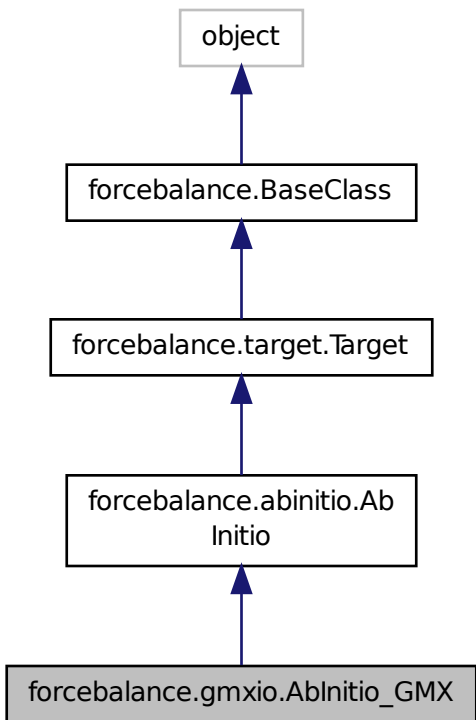 object
forcebalance.BaseClass
forcebalance.target.Target
forcebalance.abinitio.Ab
Initio
forcebalance.gmxio.AbInitio_GMX